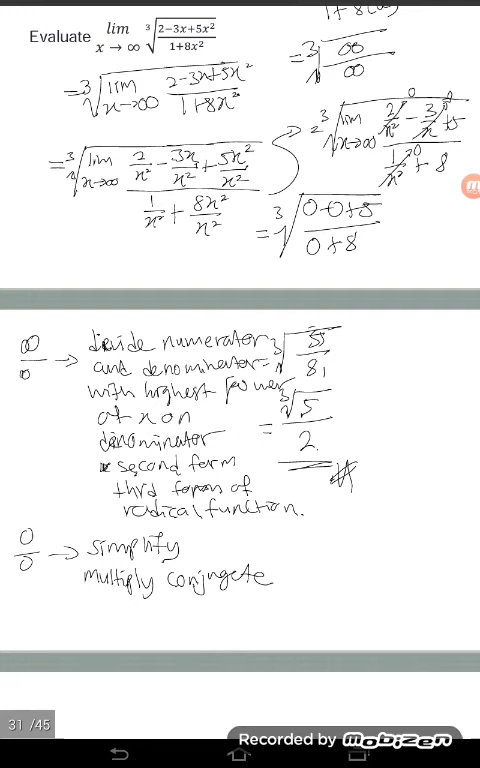 1+8(∞)
Evaluate lim x → ∞ ∛((2−3x+5x²)/(1+8x²))
= ∛(∞/∞)
= ∛(lim x→∞ (2−3x+5x²)/(1+8x²))
= ∛(lim x→∞ (2/x² − 3x/x² + 5x²/x²)/(1/x² + 8x²/x²))
= ∛(lim x→∞ (2/x² − 3/x + 5)/(1/x² + 8))
= ∛((0−0+5)/(0+8))
∞/∞ → divide numerator
and denominator
with highest power
of x on
denominator
second form
third form of
radical function.
= ∛(5/8)
= ∛5/2
0/0 → simplify
multiply conjugate
31 /45
Recorded by mobizen